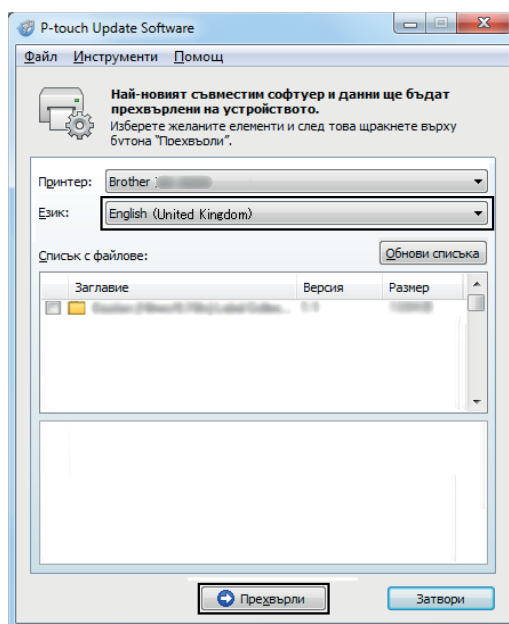 P-touch Update Software
Файл Инструменти Помощ
Най-новият съвместим софтуер и данни ще бъдат
прехвърлени на устройството.
Изберете желаните елементи и след това щракнете върху
бутона "Прехвърли".
Принтер: Brother
Език: English (United Kingdom)
Списък с файлове: Обнови списъка
Заглавие Версия Размер
Прехвърли Затвори